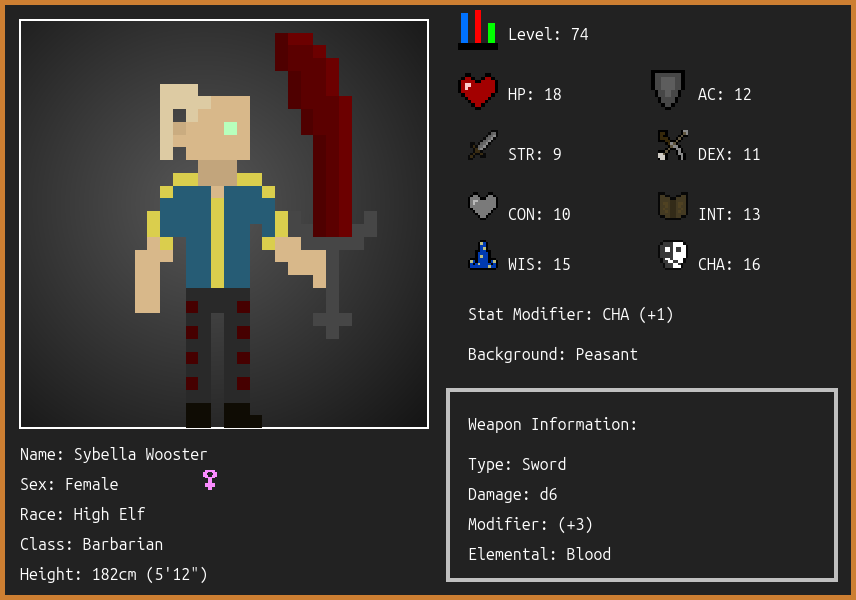 Level: 74
HP: 18
AC: 12
STR: 9
DEX: 11
CON: 10
INT: 13
WIS: 15
CHA: 16
Stat Modifier: CHA (+1)
Background: Peasant
Weapon Information:
Type: Sword
Damage: d6
Modifier: (+3)
Elemental: Blood
Name: Sybella Wooster
Sex: Female
Race: High Elf
Class: Barbarian
Height: 182cm (5'12")